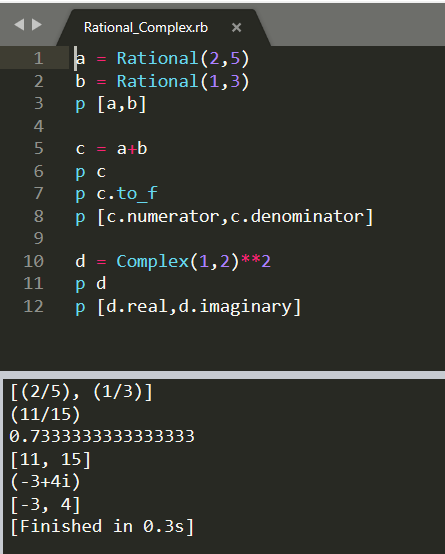 Rational_Complex.rb ×
1 a = Rational(2,5)
2 b = Rational(1,3)
3 p [a,b]
4
5 c = a+b
6 p c
7 p c.to_f
8 p [c.numerator,c.denominator]
9
10 d = Complex(1,2)**2
11 p d
12 p [d.real,d.imaginary]
[(2/5), (1/3)]
(11/15)
0.7333333333333333
[11, 15]
(-3+4i)
[-3, 4]
[Finished in 0.3s]